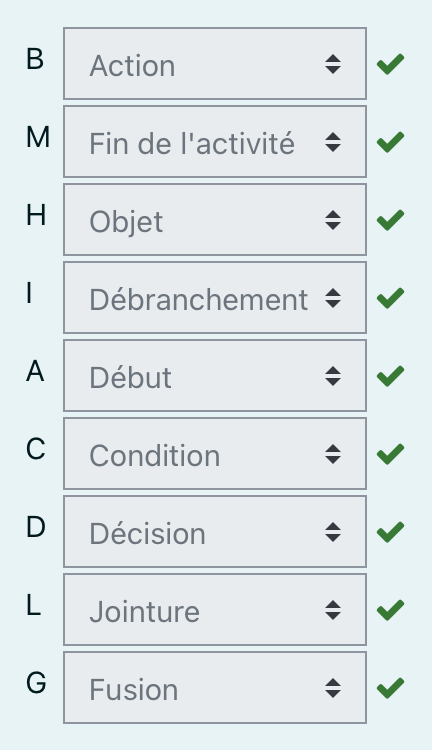 B Action
M Fin de l'activité
H Objet
I Débranchement
A Début
C Condition
D Décision
L Jointure
G Fusion